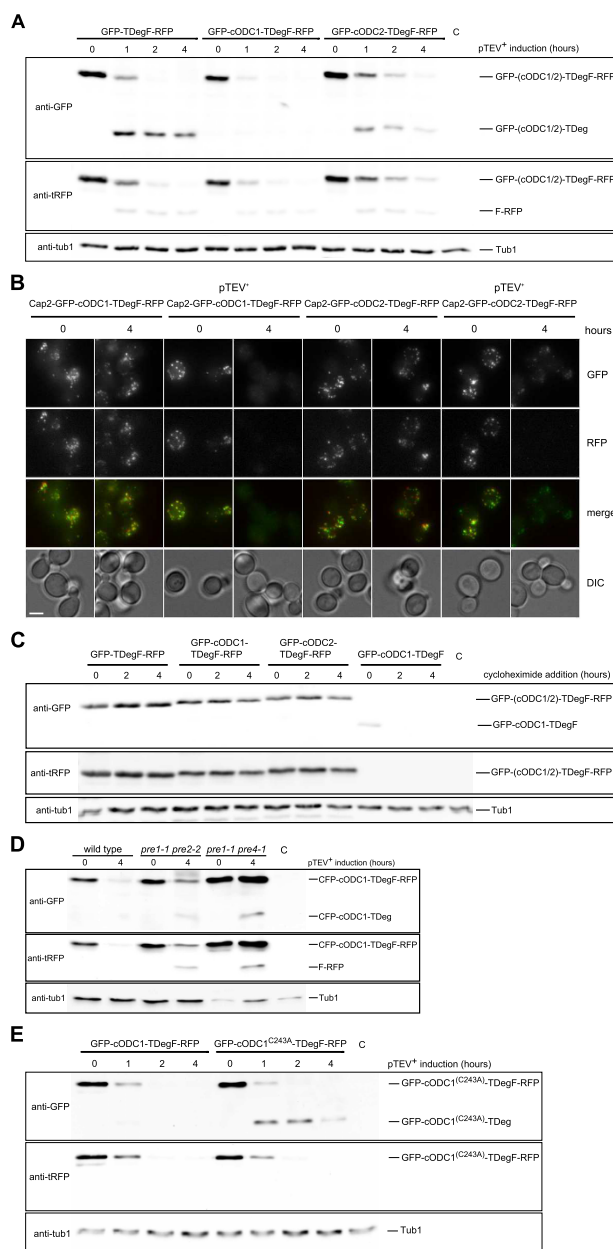 A
GFP-TDegF-RFP GFP-cODC1-TDegF-RFP GFP-cODC2-TDegF-RFP C
0 1 2 4 0 1 2 4 0 1 2 4 pTEV+ induction (hours)
anti-GFP
GFP-(cODC1/2)-TDegF-RFP
GFP-(cODC1/2)-TDeg
anti-tRFP
GFP-(cODC1/2)-TDegF-RFP
F-RFP
anti-tub1 Tub1
B
pTEV+ pTEV+
Cap2-GFP-cODC1-TDegF-RFP Cap2-GFP-cODC1-TDegF-RFP Cap2-GFP-cODC2-TDegF-RFP Cap2-GFP-cODC2-TDegF-RFP
0 4 0 4 0 4 0 4 hours
GFP
RFP
merge
DIC
C
GFP-cODC1- GFP-cODC2-
GFP-TDegF-RFP TDegF-RFP TDegF-RFP GFP-cODC1-TDegF C
0 2 4 0 2 4 0 2 4 0 2 4 cycloheximide addition (hours)
anti-GFP
GFP-(cODC1/2)-TDegF-RFP
GFP-cODC1-TDegF
anti-tRFP GFP-(cODC1/2)-TDegF-RFP
anti-tub1 Tub1
D
wild type pre1-1 pre2-2 pre1-1 pre4-1 C
0 4 0 4 0 4 pTEV+ induction (hours)
anti-GFP
CFP-cODC1-TDegF-RFP
CFP-cODC1-TDeg
anti-tRFP
CFP-cODC1-TDegF-RFP
F-RFP
anti-tub1 Tub1
E
GFP-cODC1-TDegF-RFP GFP-cODC1C243A-TDegF-RFP C
0 1 2 4 0 1 2 4 pTEV+ induction (hours)
anti-GFP
GFP-cODC1(C243A)-TDegF-RFP
GFP-cODC1(C243A)-TDeg
anti-tRFP
GFP-cODC1(C243A)-TDegF-RFP
anti-tub1 Tub1